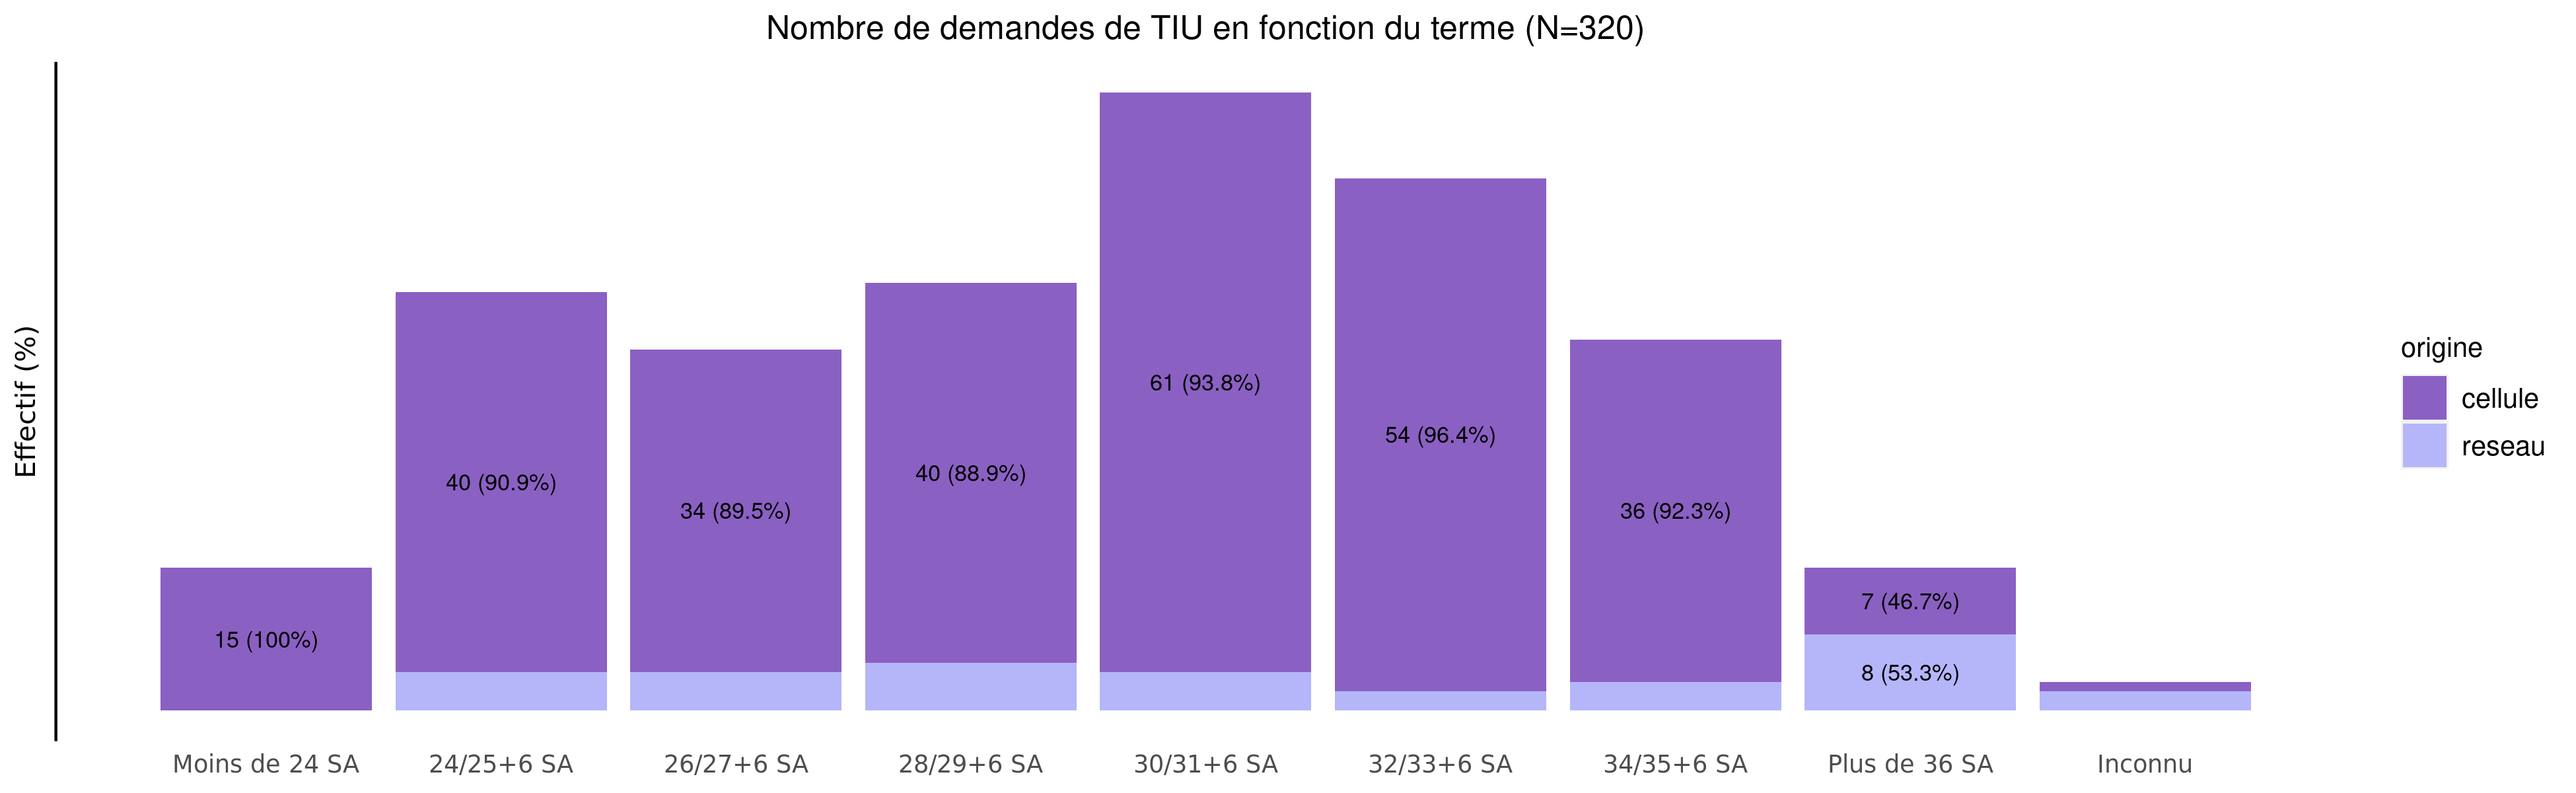 Nombre de demandes de TIU en fonction du terme (N=320)
Effectif (%)
15 (100%)
40 (90.9%)
34 (89.5%)
40 (88.9%)
61 (93.8%)
54 (96.4%)
36 (92.3%)
7 (46.7%)
8 (53.3%)
Moins de 24 SA
24/25+6 SA
26/27+6 SA
28/29+6 SA
30/31+6 SA
32/33+6 SA
34/35+6 SA
Plus de 36 SA
Inconnu
origine
cellule
reseau